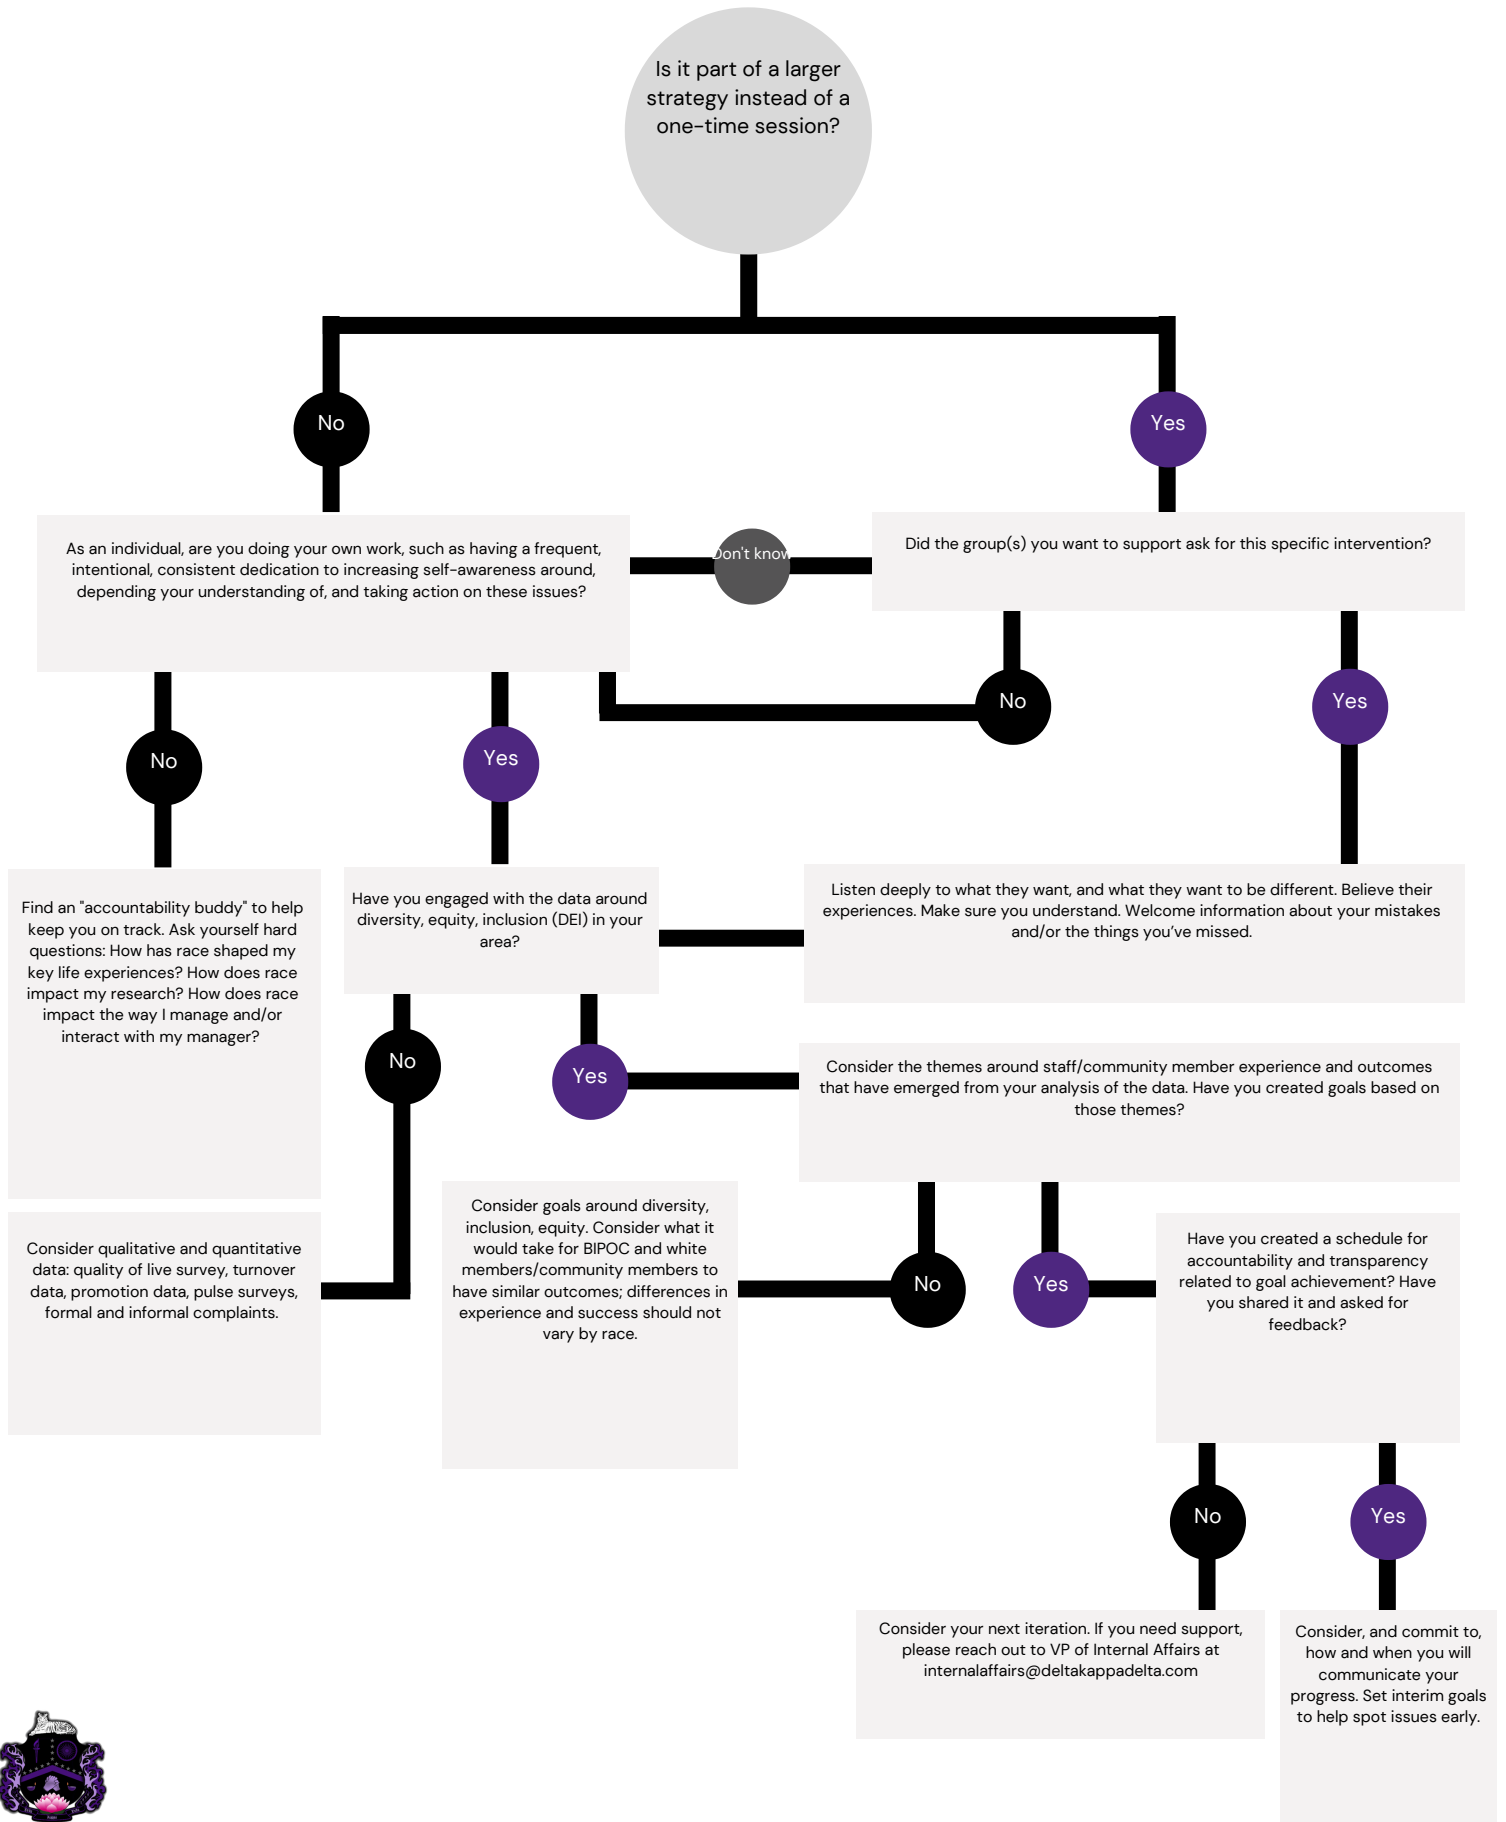 Is it part of a larger
strategy instead of a
one-time session?
No
Yes
As an individual, are you doing your own work, such as having a frequent,
intentional, consistent dedication to increasing self-awareness around,
depending your understanding of, and taking action on these issues?
Don't know
Did the group(s) you want to support ask for this specific intervention?
No
Yes
No
Yes
Find an "accountability buddy" to help
keep you on track. Ask yourself hard
questions: How has race shaped my
key life experiences? How does race
impact my research? How does race
impact the way I manage and/or
interact with my manager?
Have you engaged with the data around
diversity, equity, inclusion (DEI) in your
area?
Listen deeply to what they want, and what they want to be different. Believe their
experiences. Make sure you understand. Welcome information about your mistakes
and/or the things you've missed.
No
Yes
Consider the themes around staff/community member experience and outcomes
that have emerged from your analysis of the data. Have you created goals based on
those themes?
Consider qualitative and quantitative
data: quality of live survey, turnover
data, promotion data, pulse surveys,
formal and informal complaints.
Consider goals around diversity,
inclusion, equity. Consider what it
would take for BIPOC and white
members/community members to
have similar outcomes; differences in
experience and success should not
vary by race.
No
Yes
Have you created a schedule for
accountability and transparency
related to goal achievement? Have
you shared it and asked for
feedback?
No
Yes
Consider your next iteration. If you need support,
please reach out to VP of Internal Affairs at
internalaffairs@deltakappadelta.com
Consider, and commit to,
how and when you will
communicate your
progress. Set interim goals
to help spot issues early.